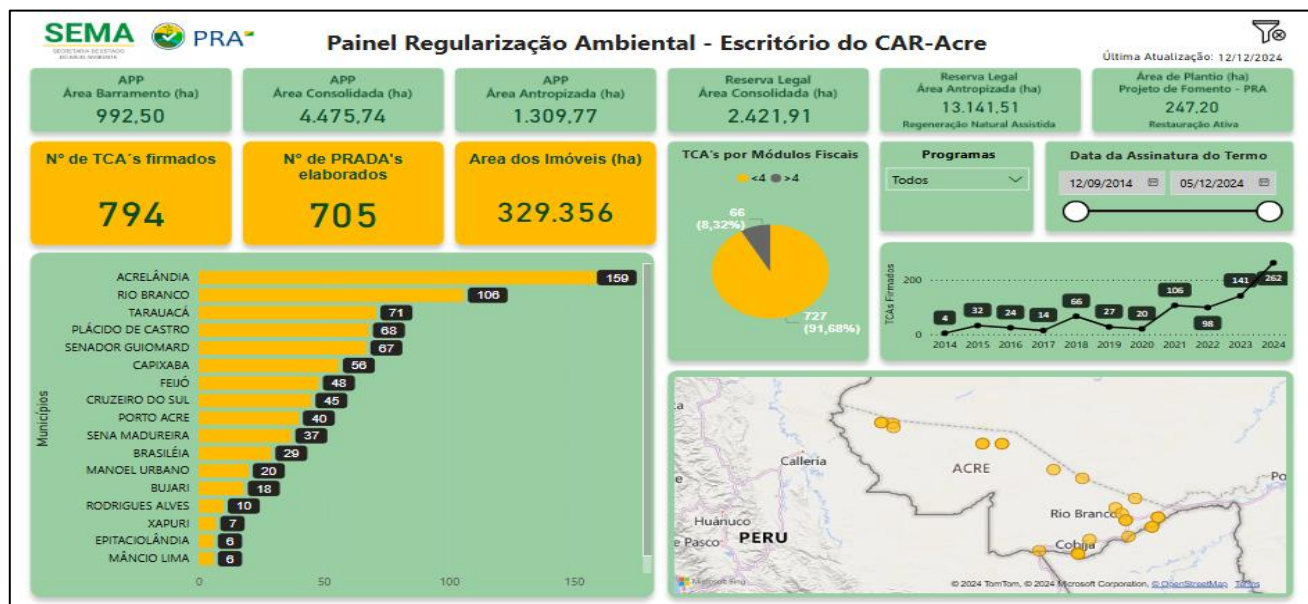 SEMA
SECRETARIA DE ESTADO
DO MEIO AMBIENTE
PRA
Painel Regularização Ambiental - Escritório do CAR-Acre
Última Atualização: 12/12/2024
APP
Área Barramento (ha)
992,50
APP
Área Consolidada (ha)
4.475,74
APP
Área Antropizada (ha)
1.309,77
Reserva Legal
Área Consolidada (ha)
2.421,91
Reserva Legal
Área Antropizada (ha)
13.141,51
Regeneração Natural Assistida
Área de Plantio (ha)
Projeto de Fomento - PRA
247,20
Restauração Ativa
N° de TCA´s firmados
794
N° de PRADA's
elaborados
705
Area dos Imóveis (ha)
329.356
TCA's por Módulos Fiscais
<4 >4
66
(8,32%)
727
(91,68%)
Programas
Todos
Data da Assinatura do Termo
12/09/2014 05/12/2024
Municípios
ACRELÂNDIA 159
RIO BRANCO 106
TARAUACÁ 71
PLÁCIDO DE CASTRO 68
SENADOR GUIOMARD 67
CAPIXABA 56
FEIJÓ 48
CRUZEIRO DO SUL 45
PORTO ACRE 40
SENA MADUREIRA 37
BRASILÉIA 29
MANOEL URBANO 20
BUJARI 18
RODRIGUES ALVES 10
XAPURI 7
EPITACIOLÂNDIA 6
MÂNCIO LIMA 6
0 50 100 150
TCAs Firmados
200
0
4 32 24 14 66 27 20 106 98 141 262
2014 2015 2016 2017 2018 2019 2020 2021 2022 2023 2024
Calleria
ACRE
Po
Rio Branco
Huánuco
e Pasco
PERU
Cobija
Microsoft Bing
© 2024 TomTom, © 2024 Microsoft Corporation, © OpenStreetMap Terms